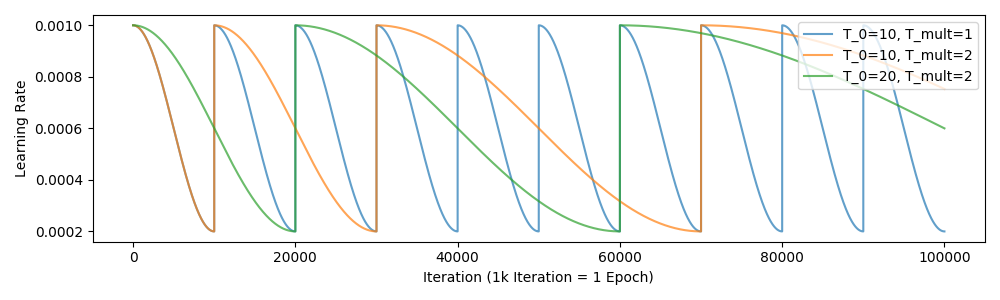 0.0010
0.0008
0.0006
0.0004
0.0002
Learning Rate
T_0=10, T_mult=1
T_0=10, T_mult=2
T_0=20, T_mult=2
0
20000
40000
60000
80000
100000
Iteration (1k Iteration = 1 Epoch)